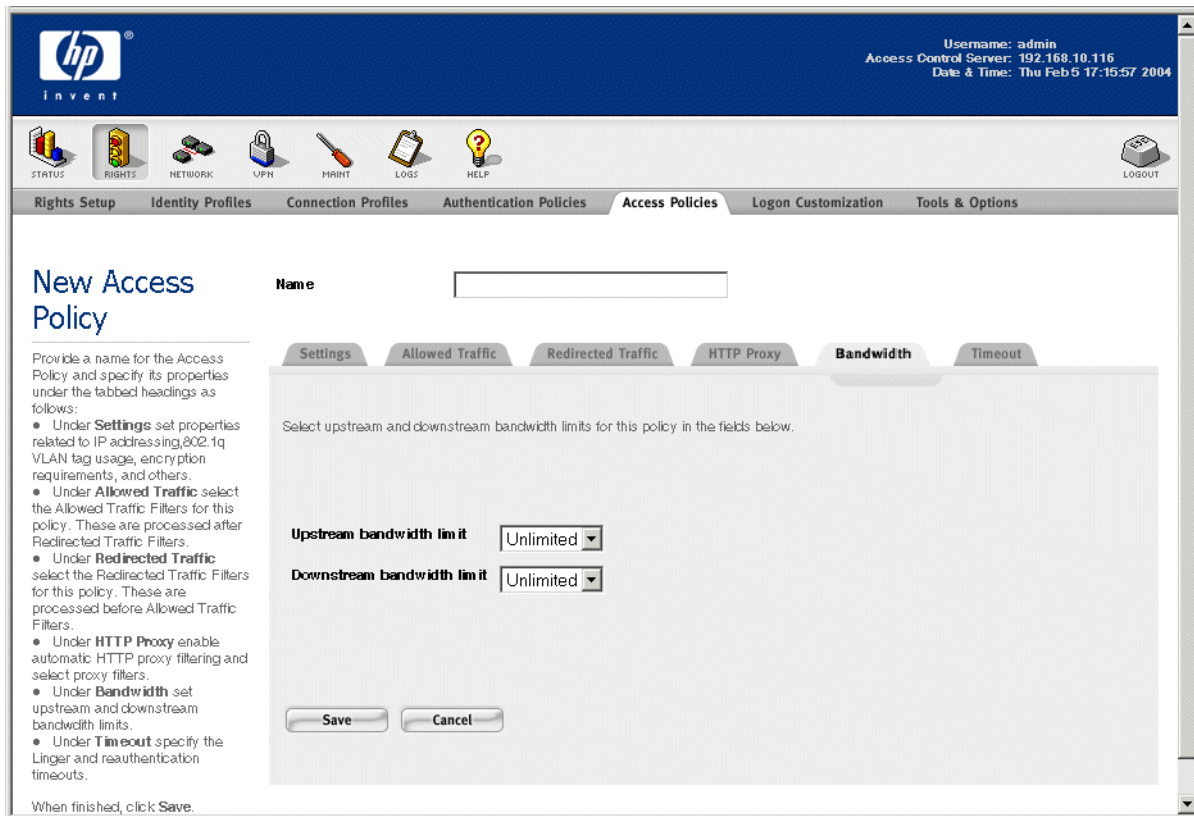 hp
®
invent
Username: admin
Access Control Server: 192.168.10.116
Date & Time: Thu Feb 5 17:15:57 2004
STATUS RIGHTS NETWORK VPN MAINT LOGS HELP LOGOUT
Rights Setup Identity Profiles Connection Profiles Authentication Policies Access Policies Logon Customization Tools & Options
New Access
Policy
Provide a name for the Access
Policy and specify its properties
under the tabbed headings as
follows:
● Under Settings set properties
related to IP addressing,802.1q
VLAN tag usage, encryption
requirements, and others.
● Under Allowed Traffic select
the Allowed Traffic Filters for this
policy. These are processed after
Redirected Traffic Filters.
● Under Redirected Traffic
select the Redirected Traffic Filters
for this policy. These are
processed before Allowed Traffic
Filters.
● Under HTTP Proxy enable
automatic HTTP proxy filtering and
select proxy filters.
● Under Bandwidth set
upstream and downstream
bandwdith limits.
● Under Timeout specify the
Linger and reauthentication
timeouts.
When finished, click Save.
Name
Settings Allowed Traffic Redirected Traffic HTTP Proxy Bandwidth Timeout
Select upstream and downstream bandwidth limits for this policy in the fields below.
Upstream bandwidth limit Unlimited
Downstream bandwidth limit Unlimited
Save Cancel